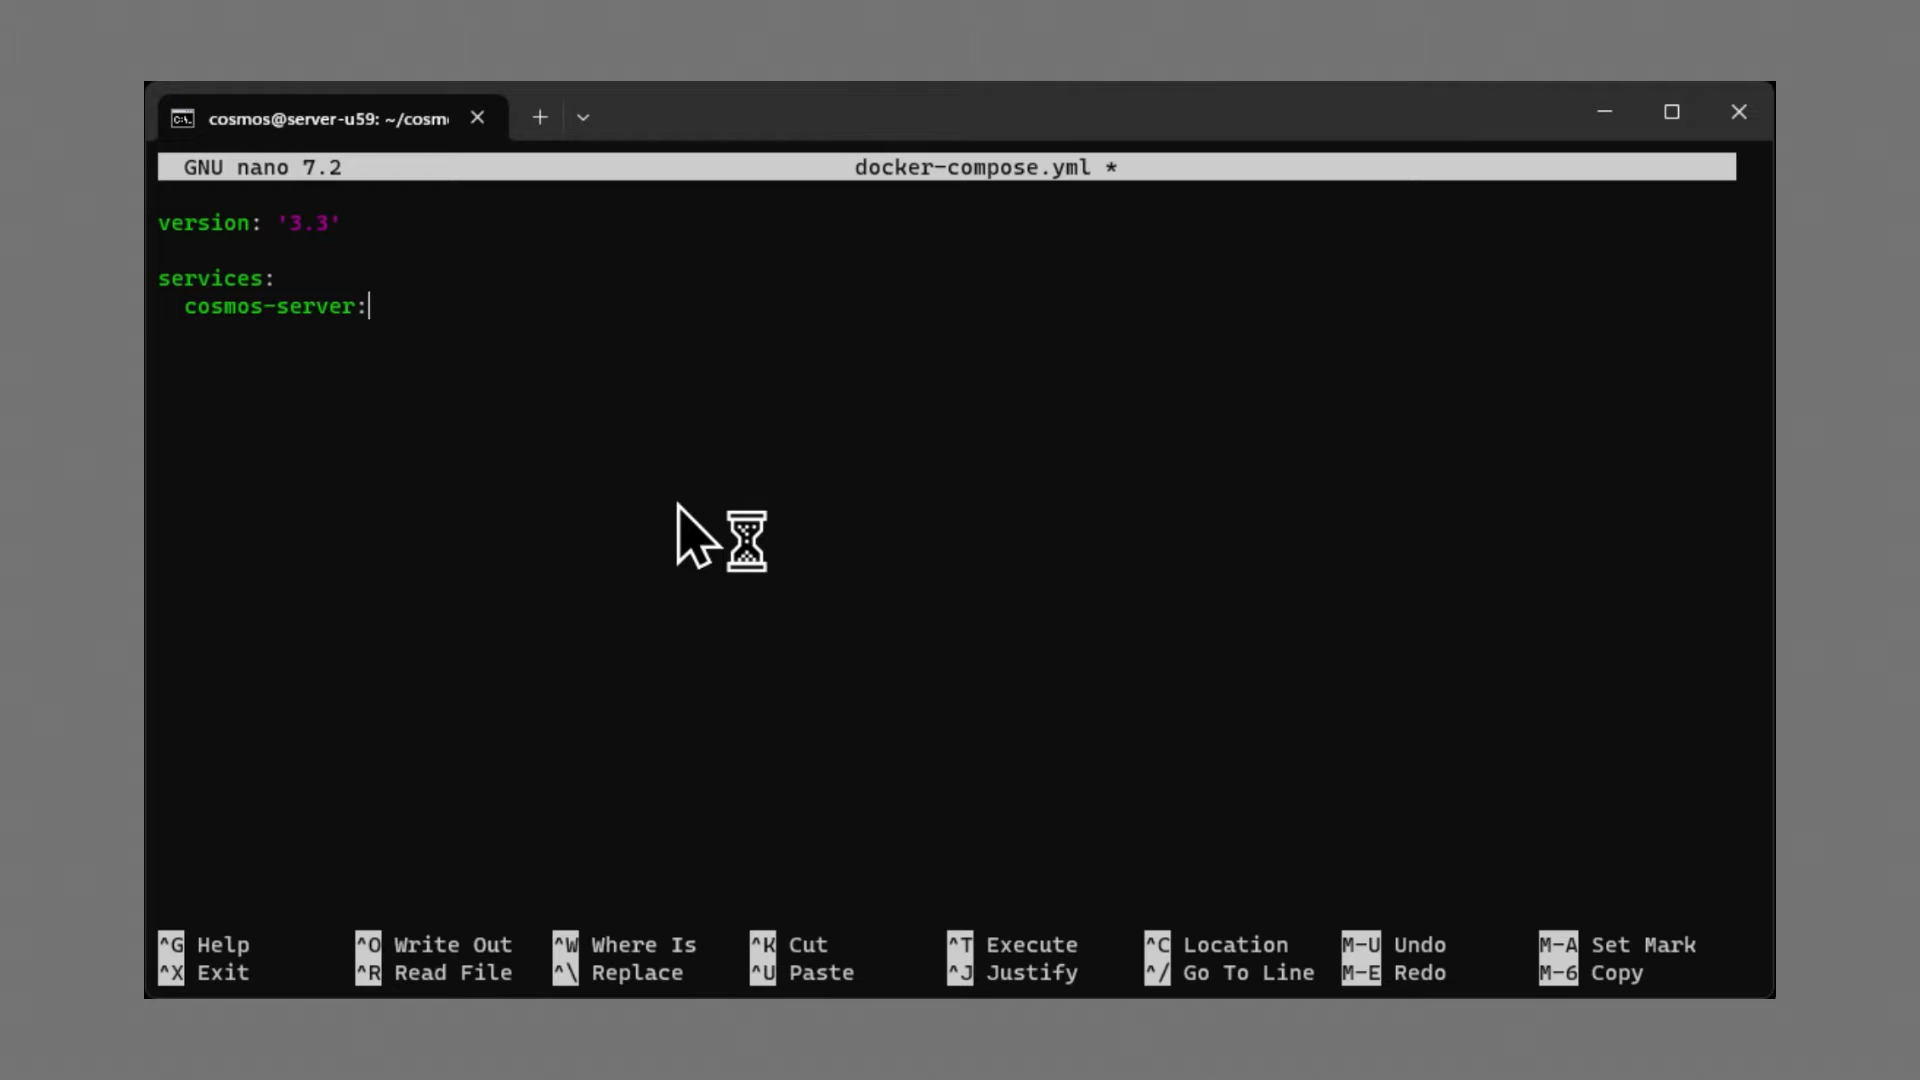 cosmos@server-u59: ~/cosm
GNU nano 7.2 docker-compose.yml *
version: '3.3'
services:
  cosmos-server:
^G Help ^O Write Out ^W Where Is ^K Cut ^T Execute ^C Location M-U Undo M-A Set Mark
^X Exit ^R Read File ^\ Replace ^U Paste ^J Justify ^/ Go To Line M-E Redo M-6 Copy